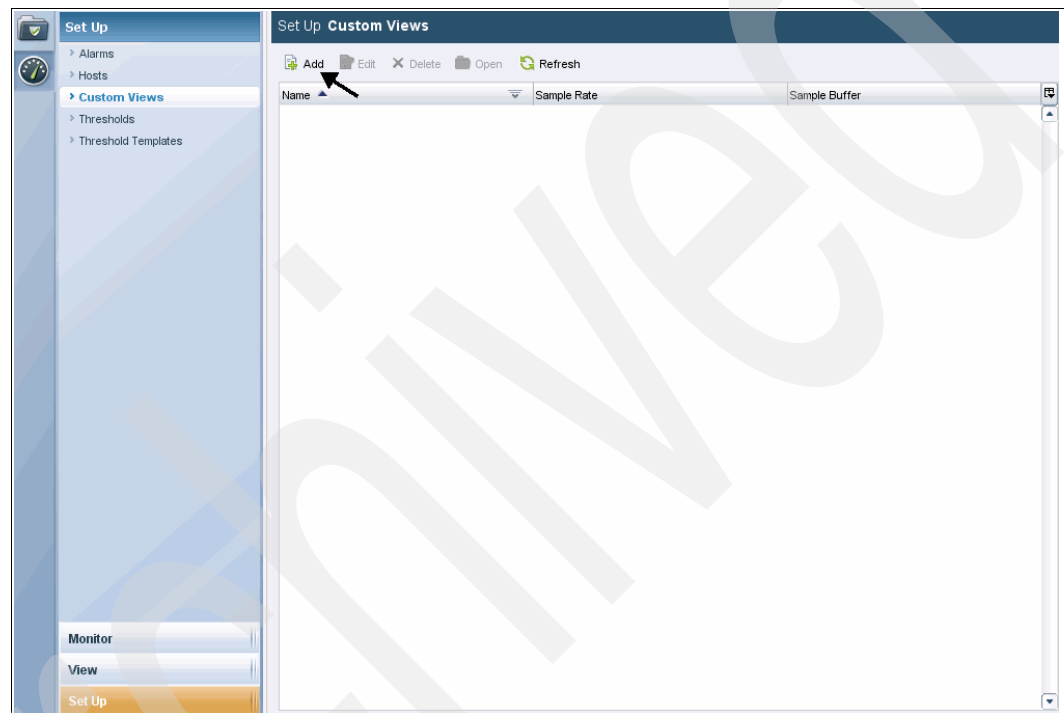 Set Up
Alarms
Hosts
Custom Views
Thresholds
Threshold Templates
Monitor
View
Set Up
Set Up Custom Views
Add Edit Delete Open Refresh
Name Sample Rate Sample Buffer